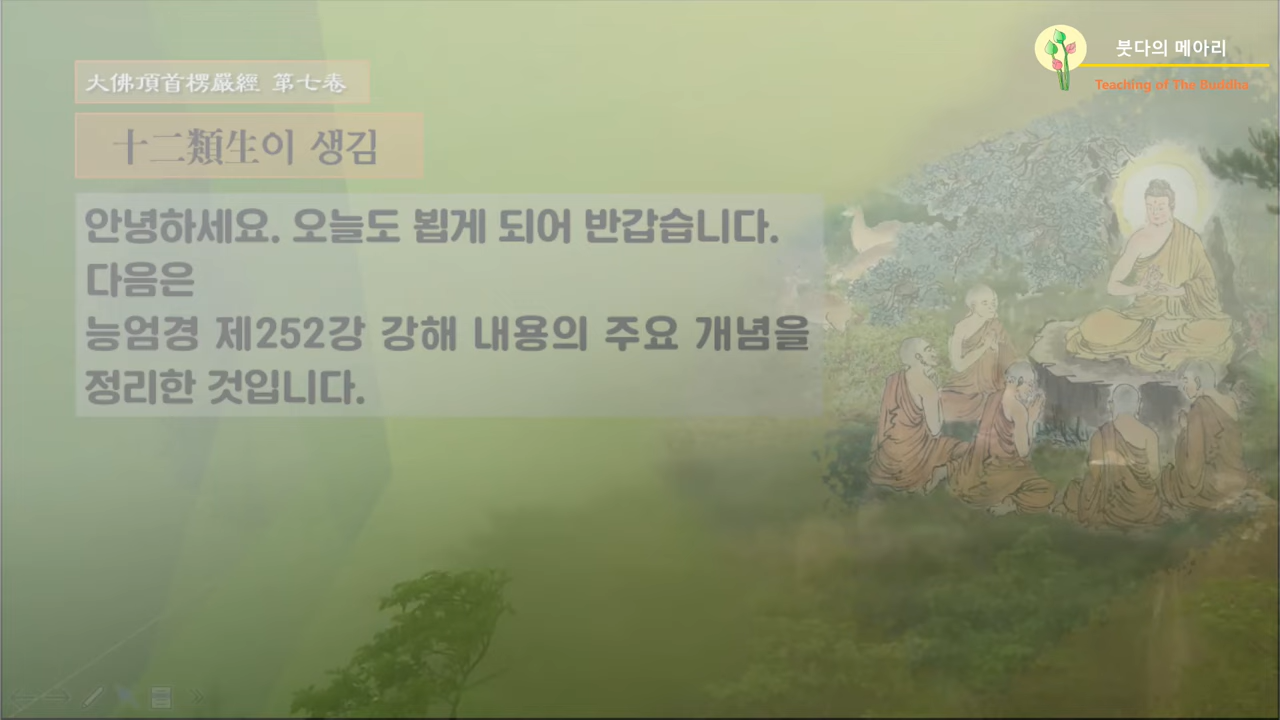 붓다의 메아리
Teaching of The Buddha
大佛頂首楞嚴經 第七卷
十二類生이 생김
안녕하세요. 오늘도 뵙게 되어 반갑습니다.
다음은
능엄경 제252강 강해 내용의 주요 개념을
정리한 것입니다.